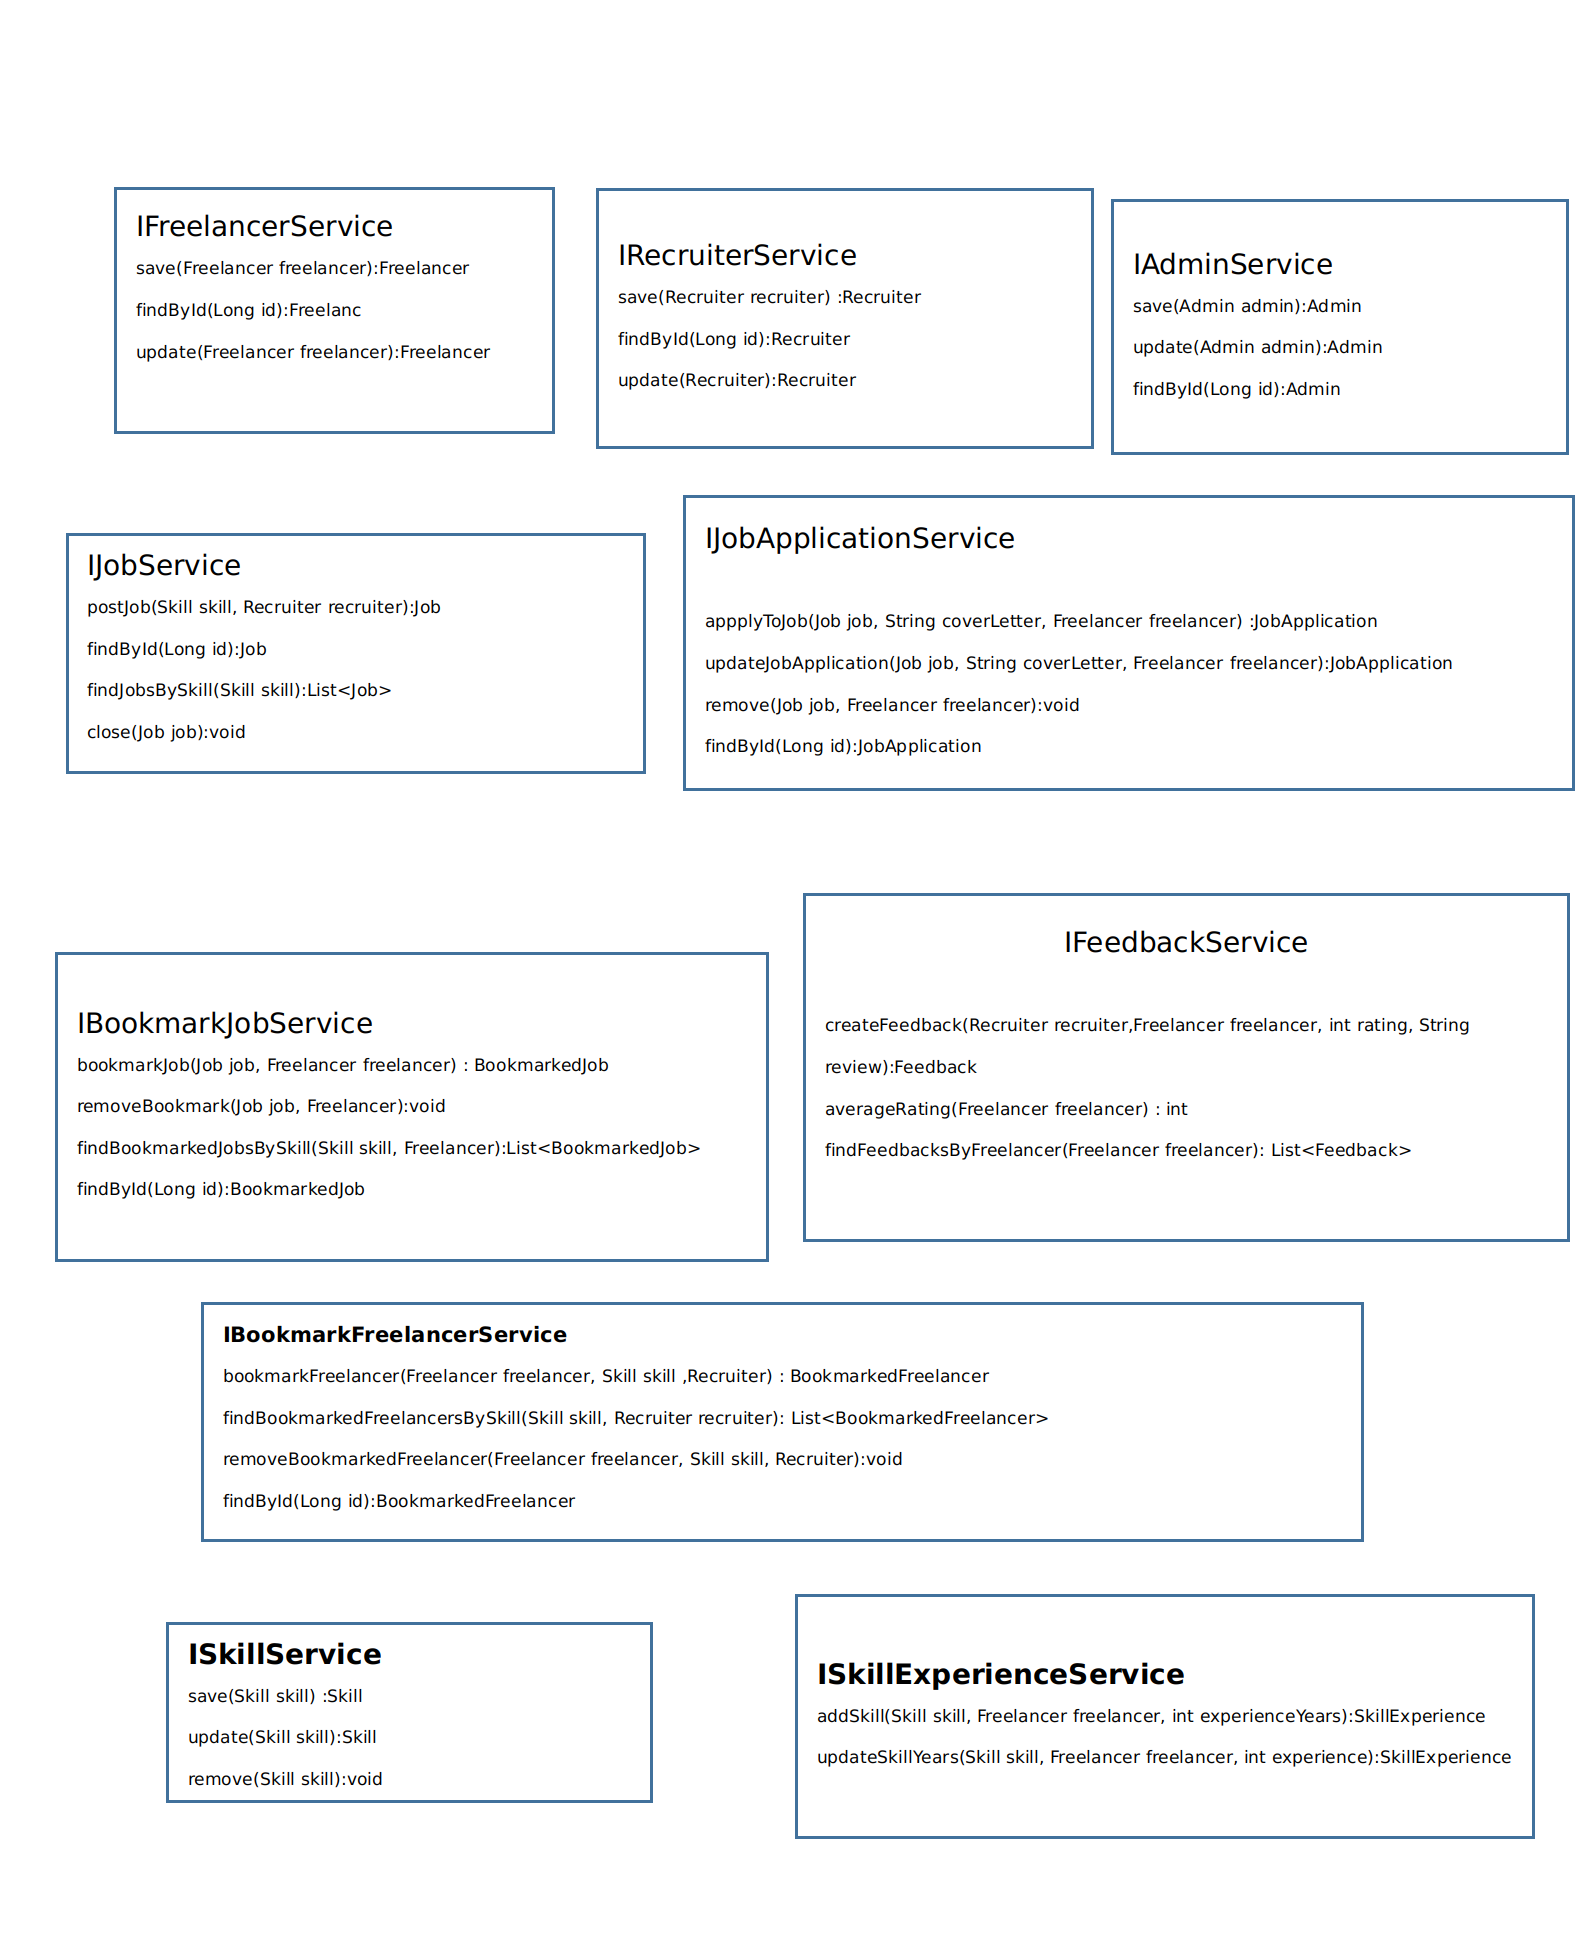 IFreelancerService
save(Freelancer freelancer):Freelancer
findById(Long id):Freelanc
update(Freelancer freelancer):Freelancer
IRecruiterService
save(Recruiter recruiter) :Recruiter
findById(Long id):Recruiter
update(Recruiter):Recruiter
IAdminService
save(Admin admin):Admin
update(Admin admin):Admin
findById(Long id):Admin
IJobService
postJob(Skill skill, Recruiter recruiter):Job
findById(Long id):Job
findJobsBySkill(Skill skill):List<Job>
close(Job job):void
IJobApplicationService
appplyToJob(Job job, String coverLetter, Freelancer freelancer) :JobApplication
updateJobApplication(Job job, String coverLetter, Freelancer freelancer):JobApplication
remove(Job job, Freelancer freelancer):void
findById(Long id):JobApplication
IBookmarkJobService
bookmarkJob(Job job, Freelancer freelancer) : BookmarkedJob
removeBookmark(Job job, Freelancer):void
findBookmarkedJobsBySkill(Skill skill, Freelancer):List<BookmarkedJob>
findById(Long id):BookmarkedJob
IFeedbackService
createFeedback(Recruiter recruiter,Freelancer freelancer, int rating, String
review):Feedback
averageRating(Freelancer freelancer) : int
findFeedbacksByFreelancer(Freelancer freelancer): List<Feedback>
IBookmarkFreelancerService
bookmarkFreelancer(Freelancer freelancer, Skill skill ,Recruiter) : BookmarkedFreelancer
findBookmarkedFreelancersBySkill(Skill skill, Recruiter recruiter): List<BookmarkedFreelancer>
removeBookmarkedFreelancer(Freelancer freelancer, Skill skill, Recruiter):void
findById(Long id):BookmarkedFreelancer
ISkillService
save(Skill skill) :Skill
update(Skill skill):Skill
remove(Skill skill):void
ISkillExperienceService
addSkill(Skill skill, Freelancer freelancer, int experienceYears):SkillExperience
updateSkillYears(Skill skill, Freelancer freelancer, int experience):SkillExperience